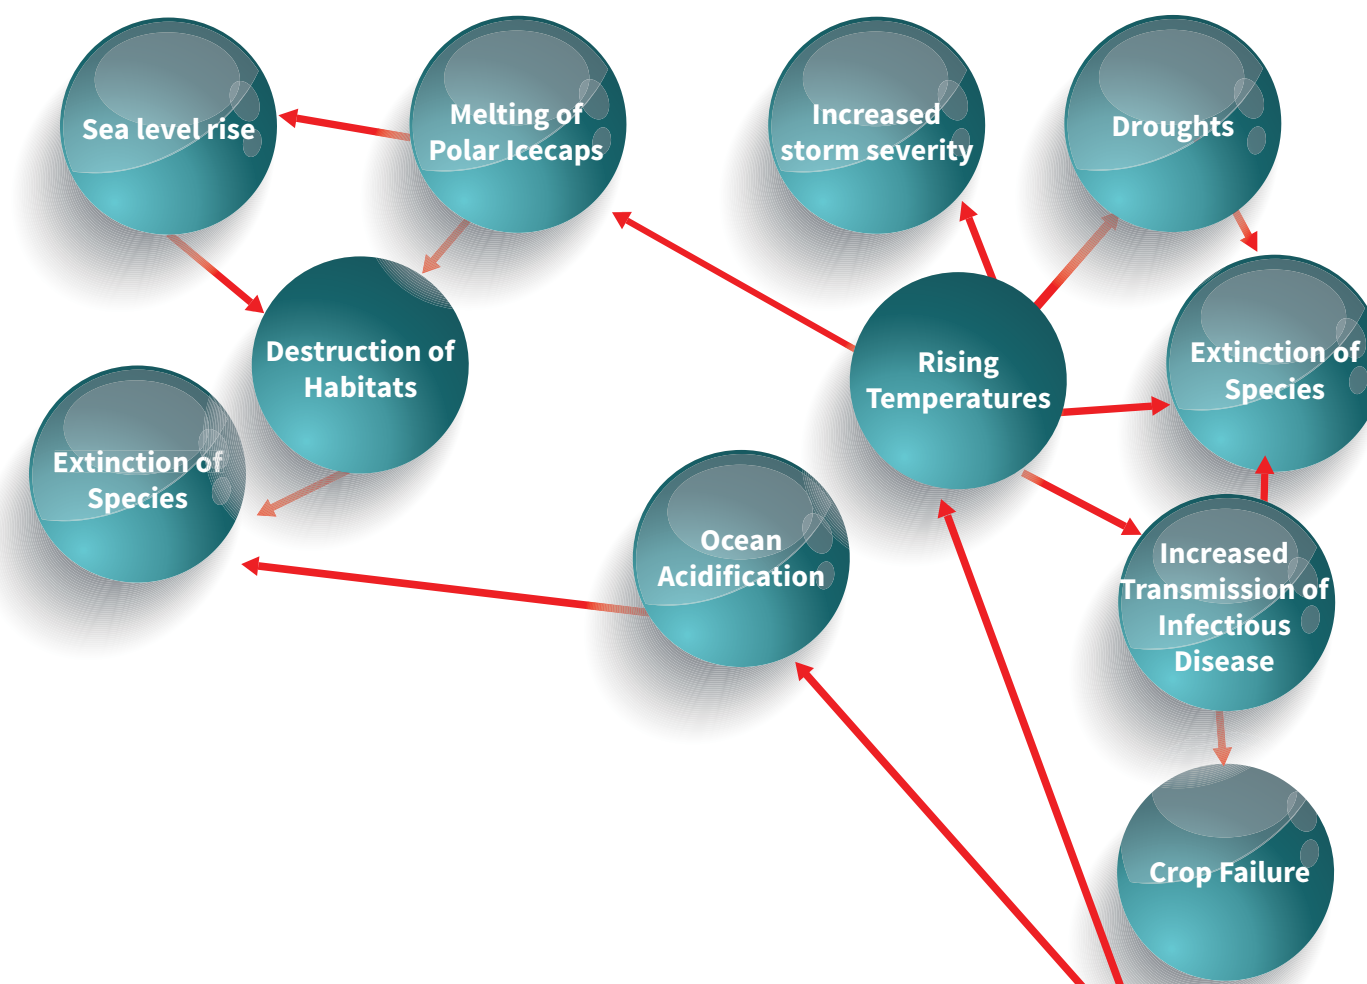 Sea level rise
Melting of
Polar Icecaps
Increased
storm severity
Droughts
Destruction of
Habitats
Rising
Temperatures
Extinction of
Species
Extinction of
Species
Ocean
Acidification
Increased
Transmission of
Infectious
Disease
Crop Failure